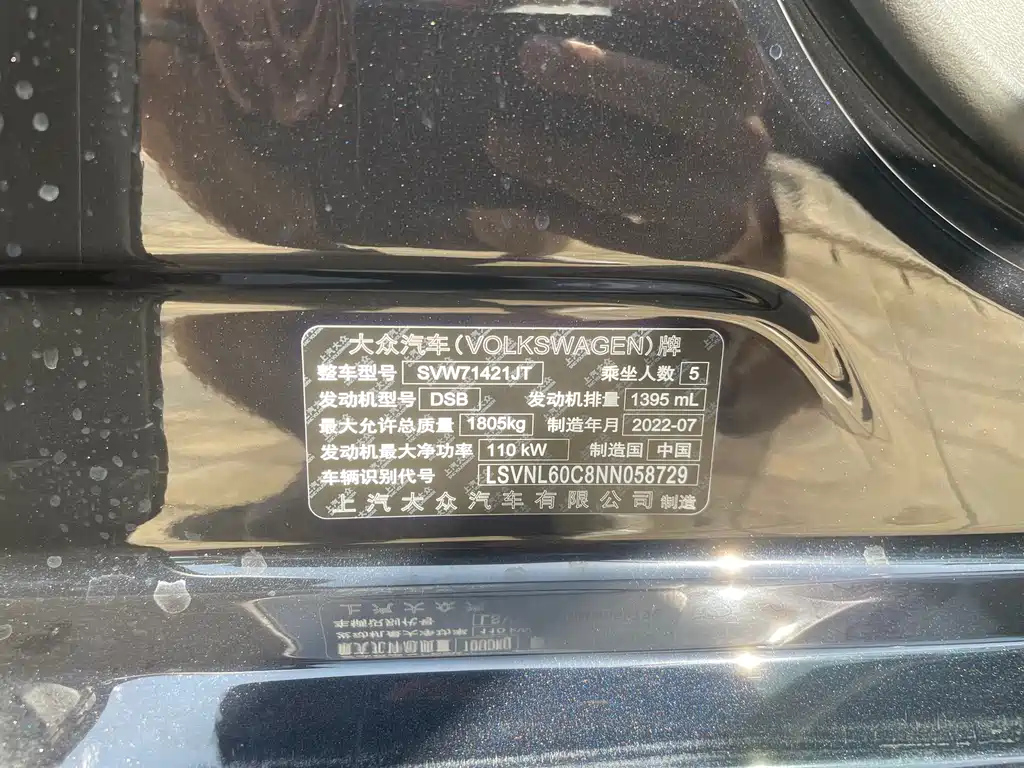 大众汽车(VOLKSWAGEN)牌
整车型号 SVW71421JT 乘坐人数 5
发动机型号 DSB 发动机排量 1395 mL
最大允许总质量 1805kg 制造年月 2022-07
发动机最大净功率 110 kW 制造国 中国
车辆识别代号 LSVNL60C8NN058729
上汽大众汽车有限公司 制造